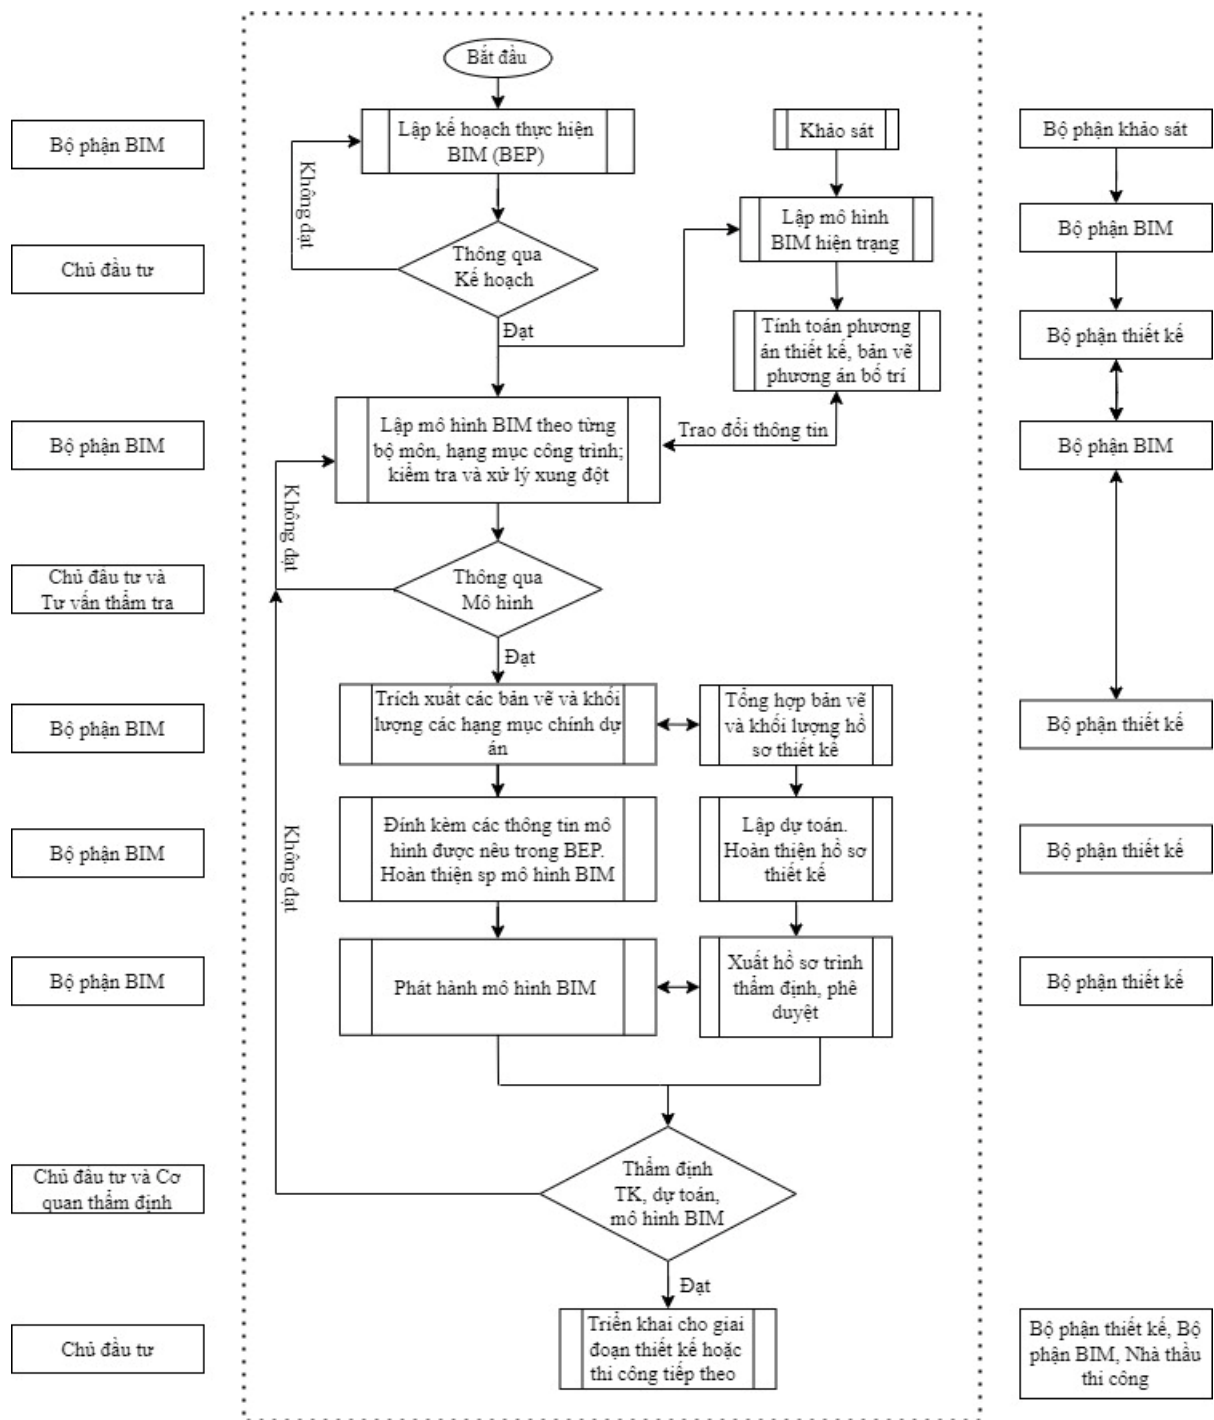 Bắt đầu
Bộ phận BIM
Lập kế hoạch thực hiện
BIM (BEP)
Khảo sát
Bộ phận khảo sát
Không đạt
Lập mô hình
BIM hiện trạng
Bộ phận BIM
Chủ đầu tư
Thông qua
Kế hoạch
Đạt
Tính toán phương
án thiết kế, bản vẽ
phương án bố trí
Bộ phận thiết kế
Bộ phận BIM
Lập mô hình BIM theo từng
bộ môn, hạng mục công trình;
kiểm tra và xử lý xung đột
Trao đổi thông tin
Bộ phận BIM
Không đạt
Chủ đầu tư và
Tư vấn thẩm tra
Thông qua
Mô hình
Đạt
Bộ phận BIM
Trích xuất các bản vẽ và khối
lượng các hạng mục chính dự
án
Tổng hợp bản vẽ
và khối lượng hồ
sơ thiết kế
Bộ phận thiết kế
Không đạt
Bộ phận BIM
Đính kèm các thông tin mô
hình được nêu trong BEP.
Hoàn thiện sp mô hình BIM
Lập dự toán.
Hoàn thiện hồ sơ
thiết kế
Bộ phận thiết kế
Bộ phận BIM
Phát hành mô hình BIM
Xuất hồ sơ trình
thẩm định, phê
duyệt
Bộ phận thiết kế
Chủ đầu tư và Cơ
quan thẩm định
Thẩm định
TK, dự toán,
mô hình BIM
Đạt
Chủ đầu tư
Triển khai cho giai
đoạn thiết kế hoặc
thi công tiếp theo
Bộ phận thiết kế, Bộ
phận BIM, Nhà thầu
thi công